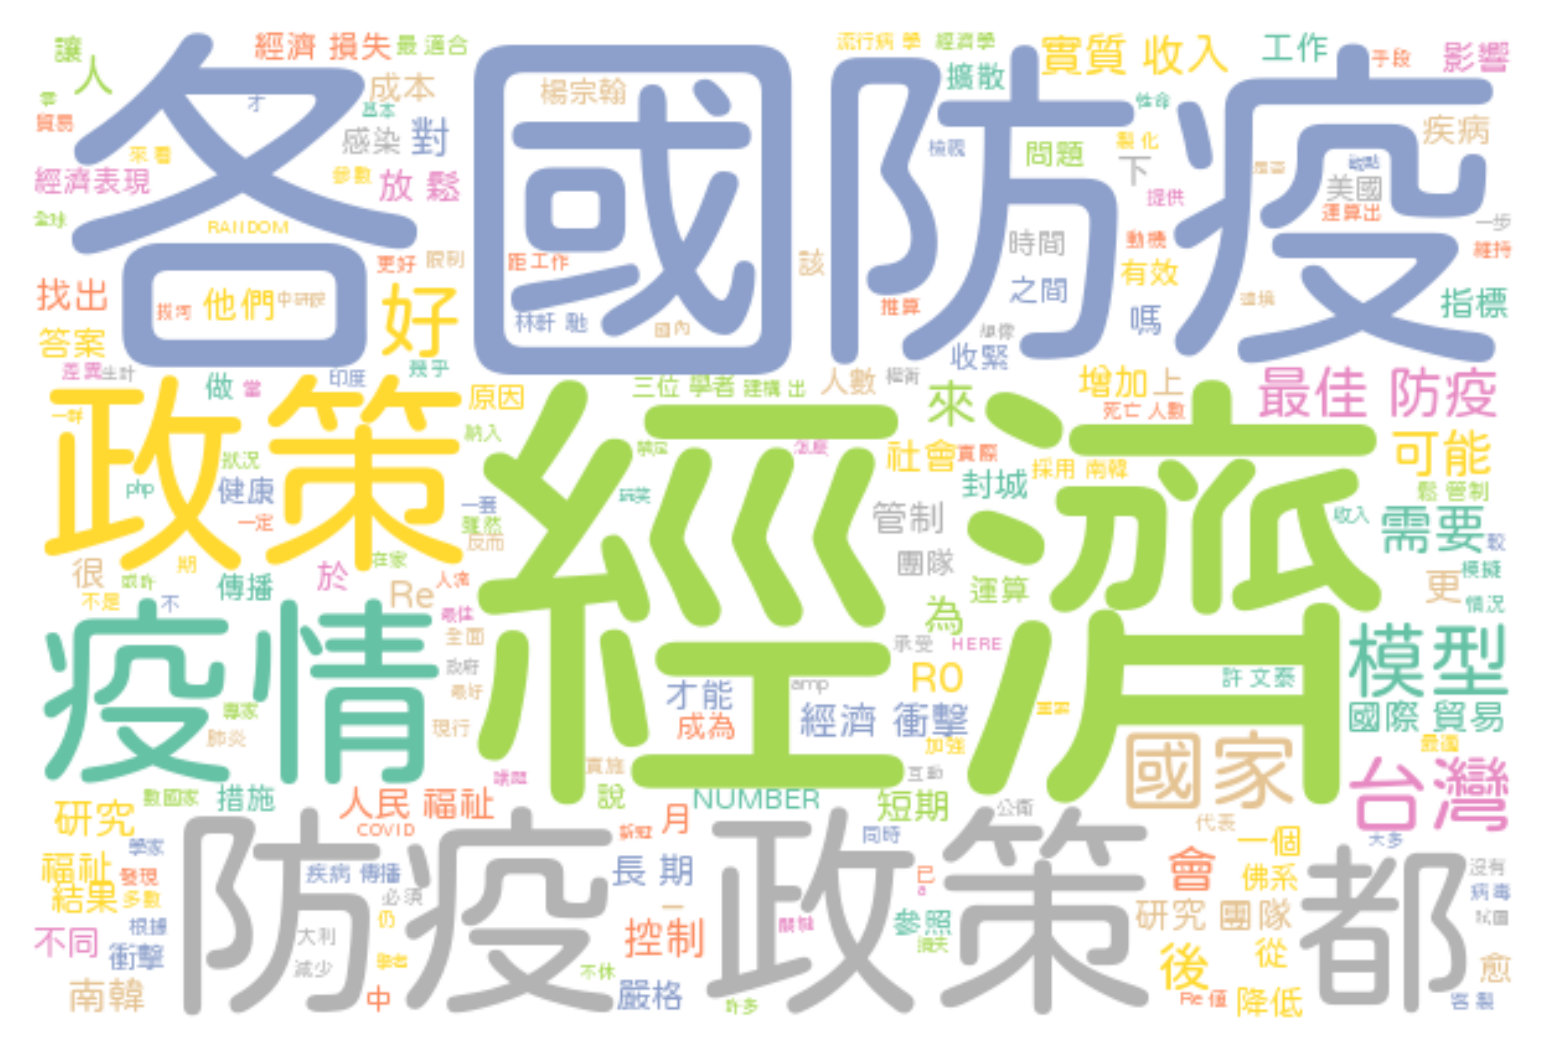 讓 人 經濟 損失 最 適合 流行病 學 經濟學 實質 收入 工作 手段 影響
各國 防疫
成本 楊宗翰 擴散 性命
貿易 才 基本 感染 對 檢視 問題 製 化 下 疾病
來 看 經濟表現 參數 放 鬆 提供 美國
全球 更好 限制 距 工作 該 時間 動機 運算出 一步 維持
找出 他們 中研院 好 之間 有效 推算 指標
答案 林軒 馳 國內 嗎 收緊
差異 生計 做 當 印度 幾乎 三位 學者 建構 出 人數 來 增加 上 最佳 防疫
政策 原因 死亡 人數
經濟
納入 社會 實際 採用 南韓 可能
狀況 php 健康 封城 鬆 管制
一定 雖然 反而 管制 收入 需要 較
很 期 在家 團隊 模擬
不是 不 傳播 於 Re 人流 運算 更 情況
疫情 最佳 為
全面 承受 HERE 模型
政府 才能 amp R0 許 文泰
專家 最好 成為 經濟 衝擊 國際 貿易
肺炎 現行 加強 國家
實施 互動 台灣
研究 數國家 措施 人民 福祉 說 NUMBER 短期 公衛
COVID 新冠 月 同時 代表 大多
防疫 政策 都
學家 一個
福祉 發現 疾病 傳播 長 期 會 佛系 沒有
結果 多數 必須 已 病毒
根據 仍 一 參照 研究 團隊
不同 大利 控制 關鍵
衝擊 減少 學者 損失 後 從 愈
南韓 中 不休 嚴格 許多 Re 值 降低 客 製